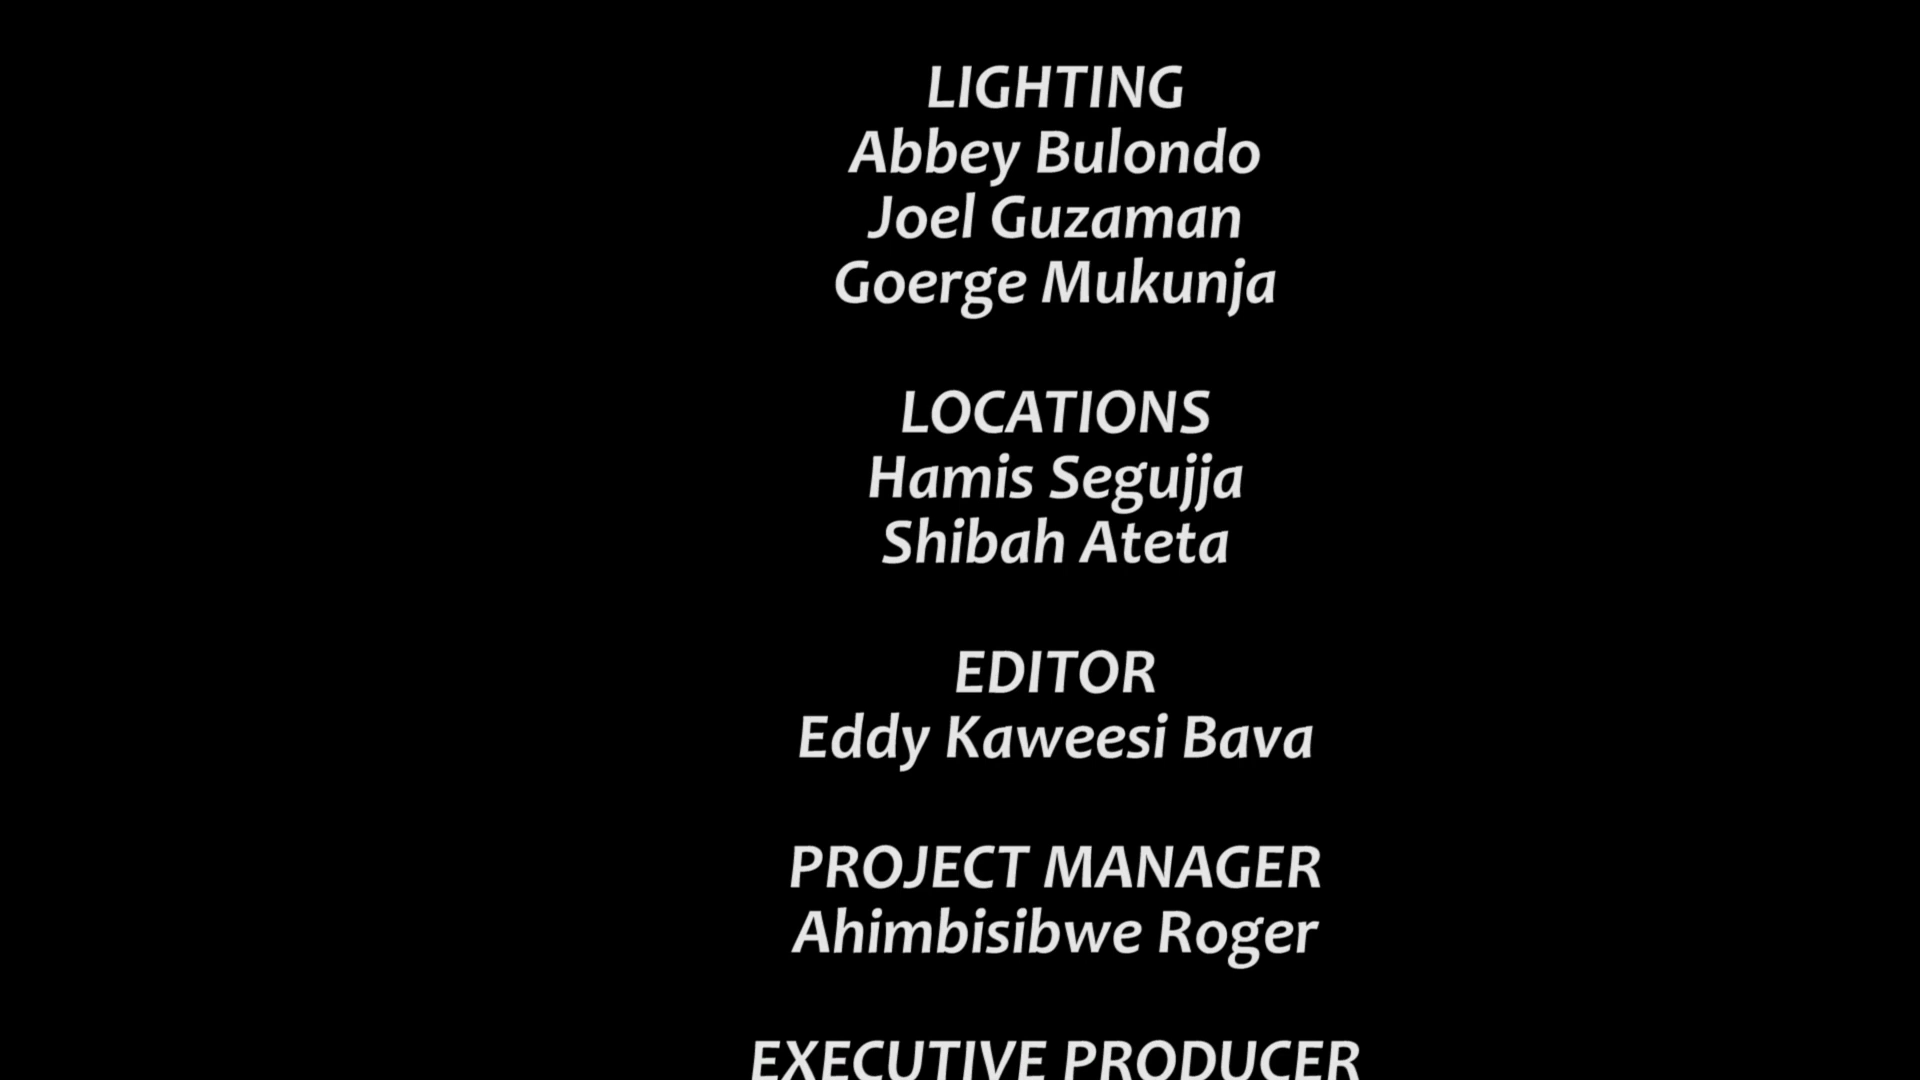 LIGHTING
Abbey Bulondo
Joel Guzaman
Goerge Mukunja
LOCATIONS
Hamis Segujja
Shibah Ateta
EDITOR
Eddy Kaweesi Bava
PROJECT MANAGER
Ahimbisibwe Roger
EXECUTIVE PRODUCER